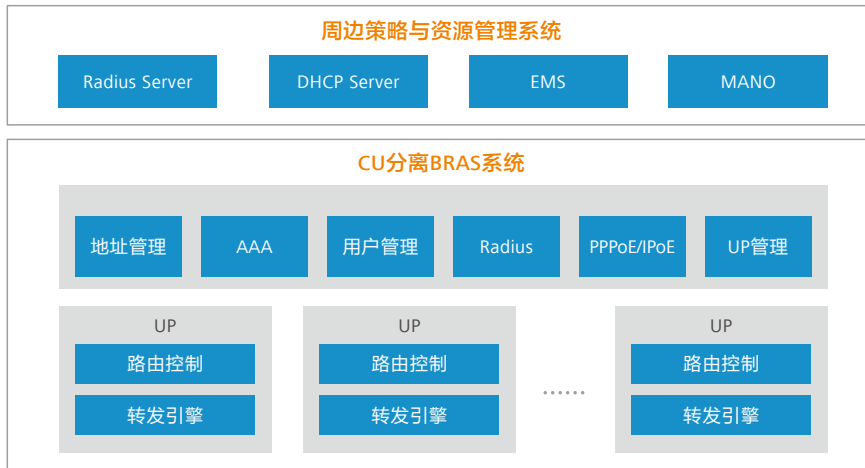 周边策略与资源管理系统
Radius Server
DHCP Server
EMS
MANO
CU分离BRAS系统
地址管理
AAA
用户管理
Radius
PPPoE/IPoE
UP管理
UP
路由控制
转发引擎
UP
路由控制
转发引擎
......
UP
路由控制
转发引擎